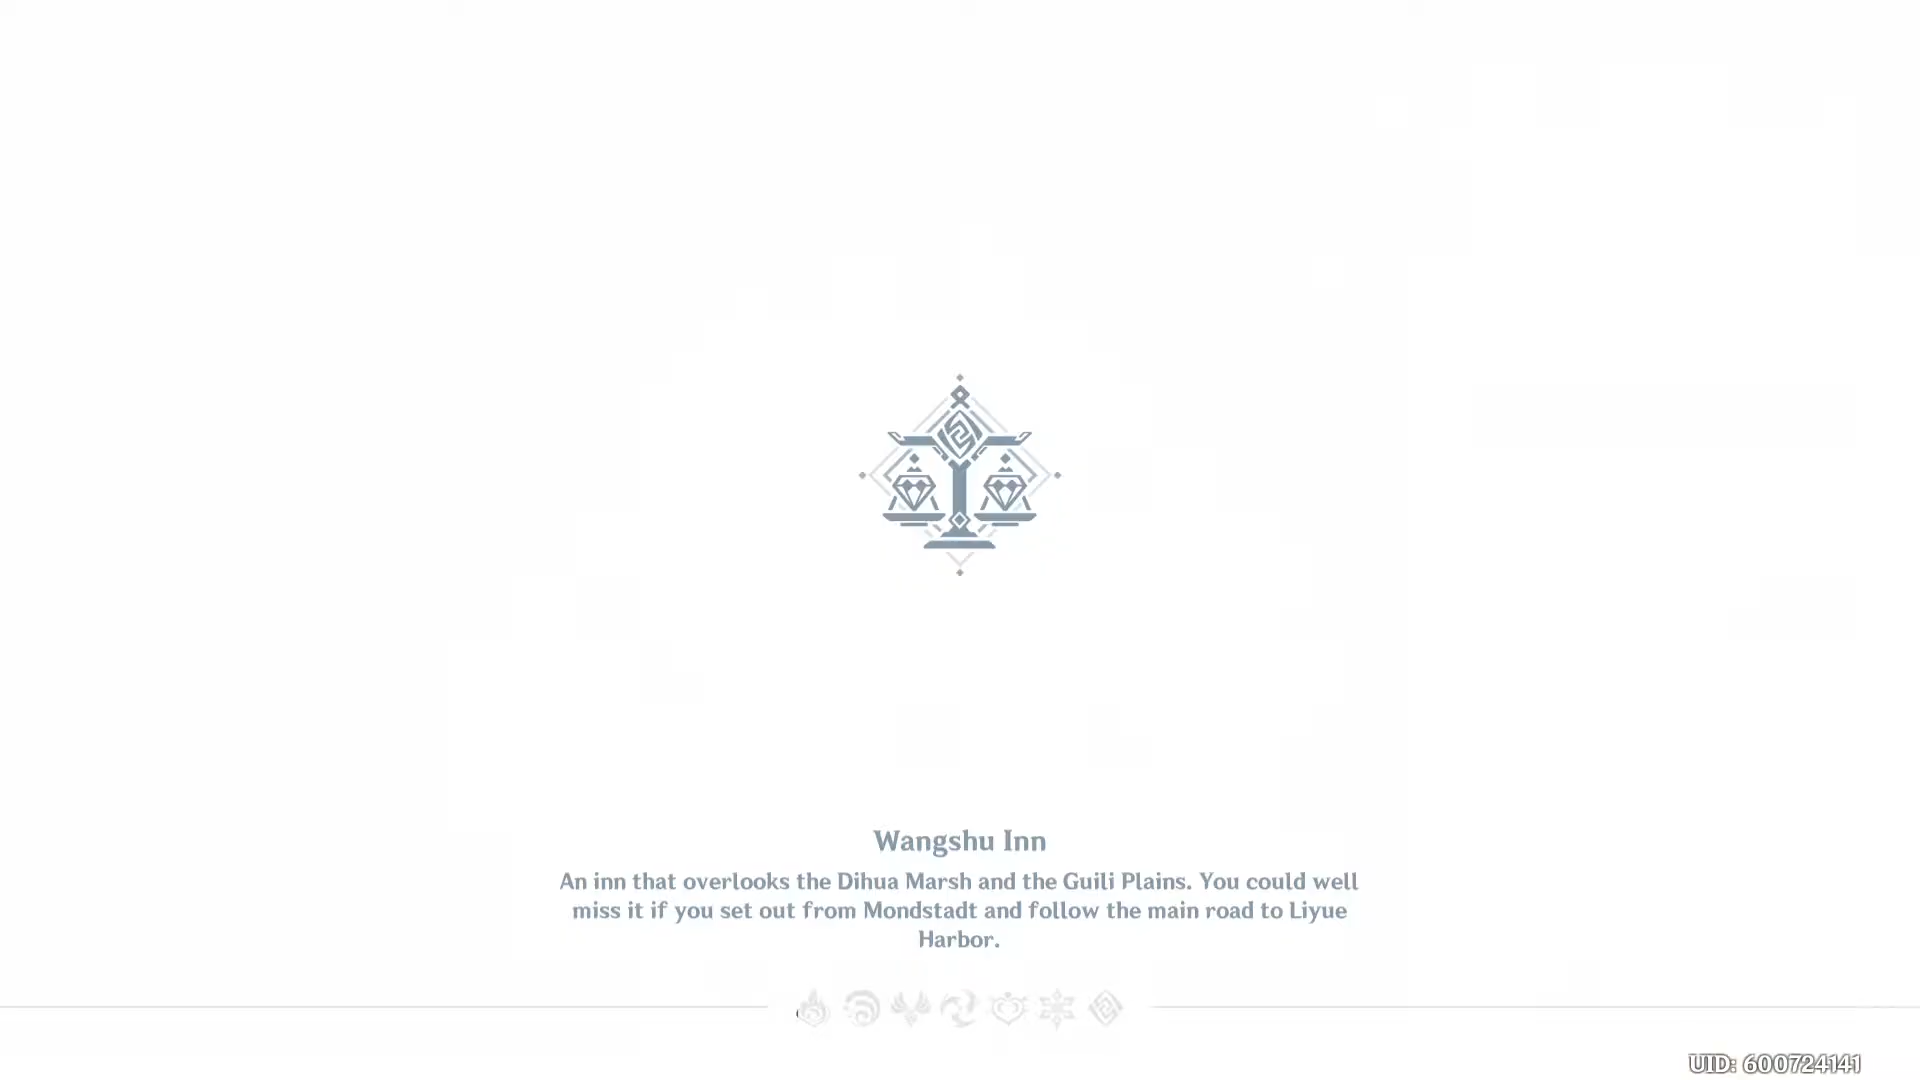 Wangshu Inn
An inn that overlooks the Dihua Marsh and the Guili Plains. You could well
miss it if you set out from Mondstadt and follow the main road to Liyue
Harbor.
UID: 600724141